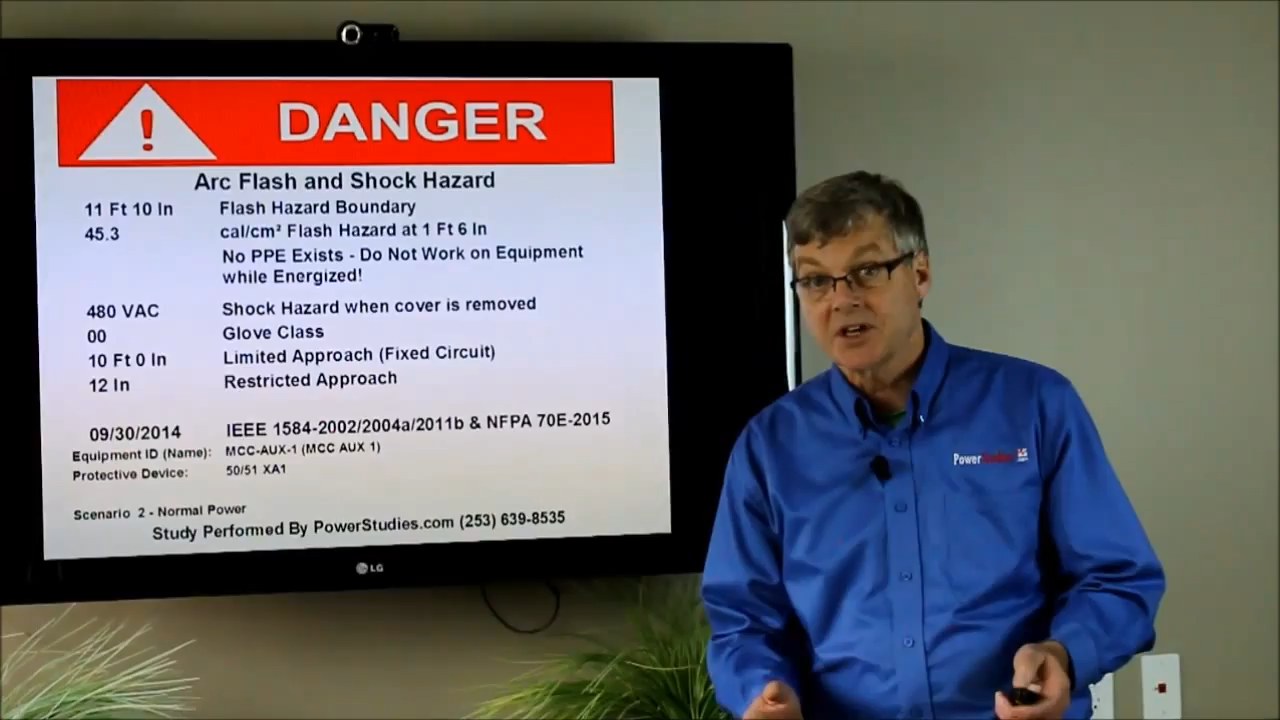 DANGER
Arc Flash and Shock Hazard
11 Ft 10 In Flash Hazard Boundary
45.3 cal/cm² Flash Hazard at 1 Ft 6 In
No PPE Exists - Do Not Work on Equipment
while Energized!
480 VAC Shock Hazard when cover is removed
00 Glove Class
10 Ft 0 In Limited Approach (Fixed Circuit)
12 In Restricted Approach
09/30/2014 IEEE 1584-2002/2004a/2011b & NFPA 70E-2015
Equipment ID (Name): MCC-AUX-1 (MCC AUX 1)
Protective Device: 50/51 XA1
Scenario 2 - Normal Power
Study Performed By PowerStudies.com (253) 639-8535
LG
Power